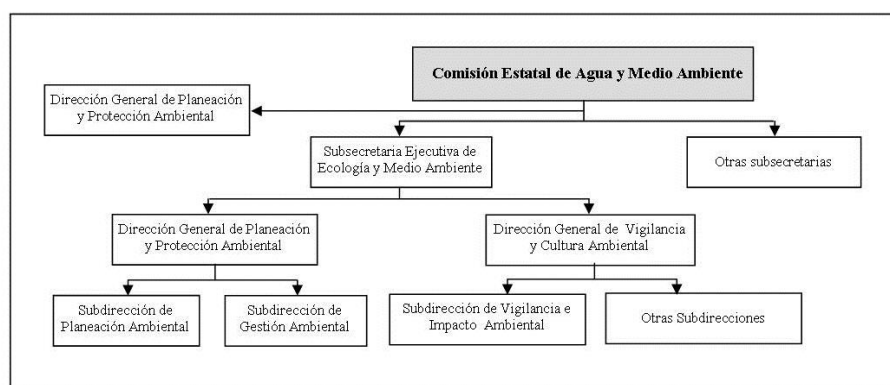 Comisión Estatal de Agua y Medio Ambiente
Dirección General de Planeación
y Protección Ambiental
Subsecretaria Ejecutiva de
Ecología y Medio Ambiente
Otras subsecretarias
Dirección General de Planeación
y Protección Ambiental
Dirección General de Vigilancia
y Cultura Ambiental
Subdirección de
Planeación Ambiental
Subdirección de
Gestión Ambiental
Subdirección de Vigilancia e
Impacto Ambiental
Otras Subdirecciones